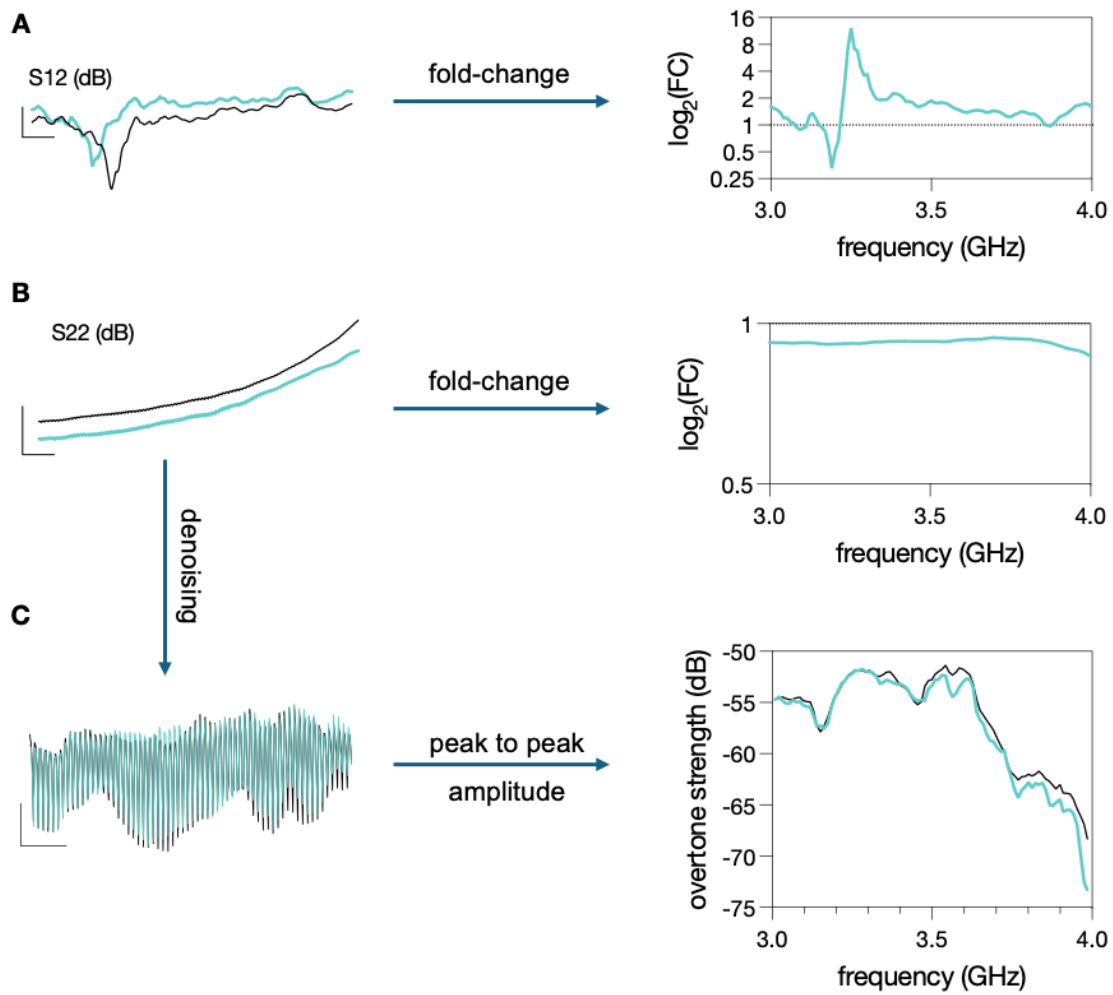 A
S12 (dB)
fold-change
log2(FC)
16
8
4
2
1
0.5
0.25
3.0 3.5 4.0
frequency (GHz)
B
S22 (dB)
fold-change
log2(FC)
1
0.5
3.0 3.5 4.0
frequency (GHz)
denoising
C
peak to peak
amplitude
overtone strength (dB)
-50
-55
-60
-65
-70
-75
3.0 3.5 4.0
frequency (GHz)